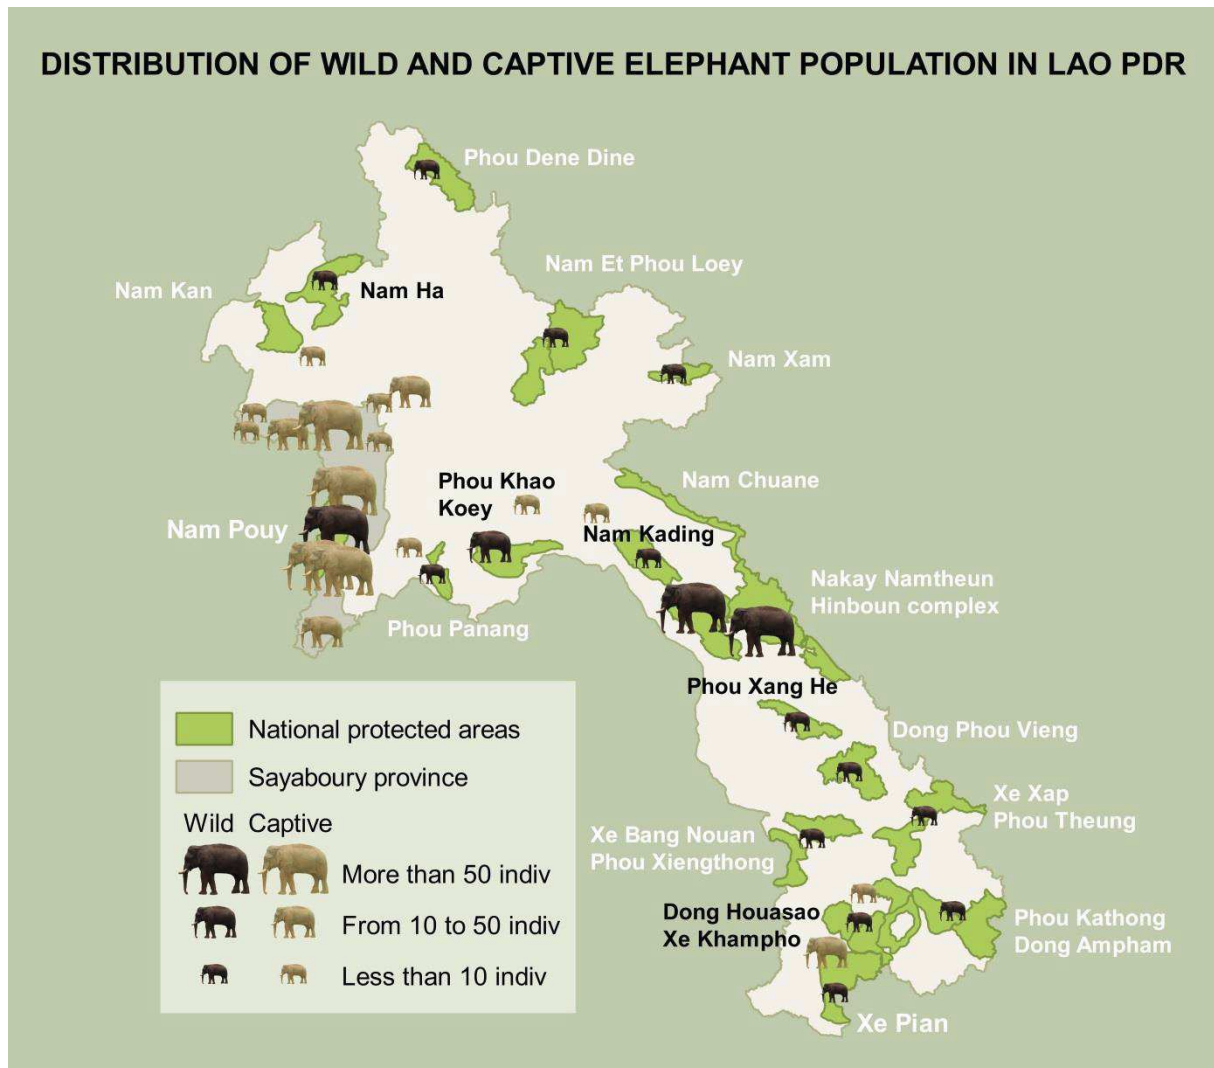 DISTRIBUTION OF WILD AND CAPTIVE ELEPHANT POPULATION IN LAO PDR
Phou Dene Dine
Nam Et Phou Loey
Nam Kan
Nam Ha
Nam Xam
Phou Khao
Koey
Nam Chuane
Nam Pouy
Nam Kading
Nakay Namtheun
Hinboun complex
Phou Panang
Phou Xang He
Dong Phou Vieng
Xe Xap
Phou Theung
Xe Bang Nouan
Phou Xiengthong
Dong Houasao
Xe Khampho
Phou Kathong
Dong Ampham
Xe Pian
National protected areas
Sayaboury province
Wild Captive
More than 50 indiv
From 10 to 50 indiv
Less than 10 indiv